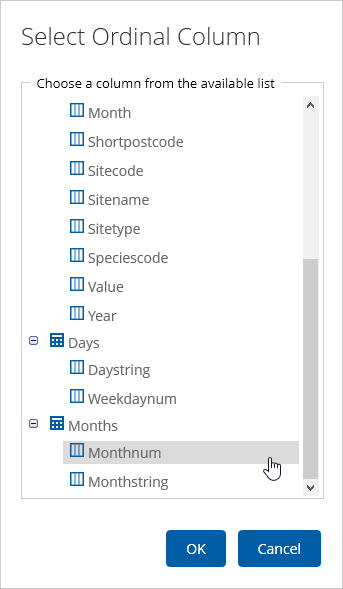 Select Ordinal Column
Choose a column from the available list
Month
Shortpostcode
Sitecode
Sitename
Sitetype
Speciescode
Value
Year
Days
Daystring
Weekdaynum
Months
Monthnum
Monthstring
OK Cancel